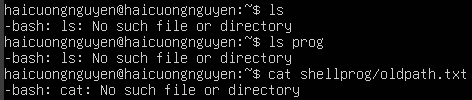 haicuongnguyen@haicuongnguyen:~$ ls
-bash: ls: No such file or directory
haicuongnguyen@haicuongnguyen:~$ ls prog
-bash: ls: No such file or directory
haicuongnguyen@haicuongnguyen:~$ cat shellprog/oldpath.txt
-bash: cat: No such file or directory